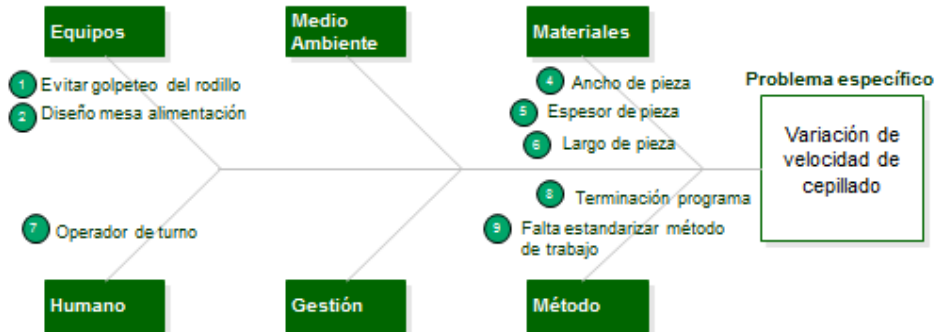 Equipos
Medio
Ambiente
Materiales
1 Evitar golpeteo del rodillo
2 Diseño mesa alimentación
4 Ancho de pieza
5 Espesor de pieza
6 Largo de pieza
Problema específico
Variación de
velocidad de
cepillado
7 Operador de turno
8 Terminación programa
9 Falta estandarizar método
de trabajo
Humano
Gestión
Método